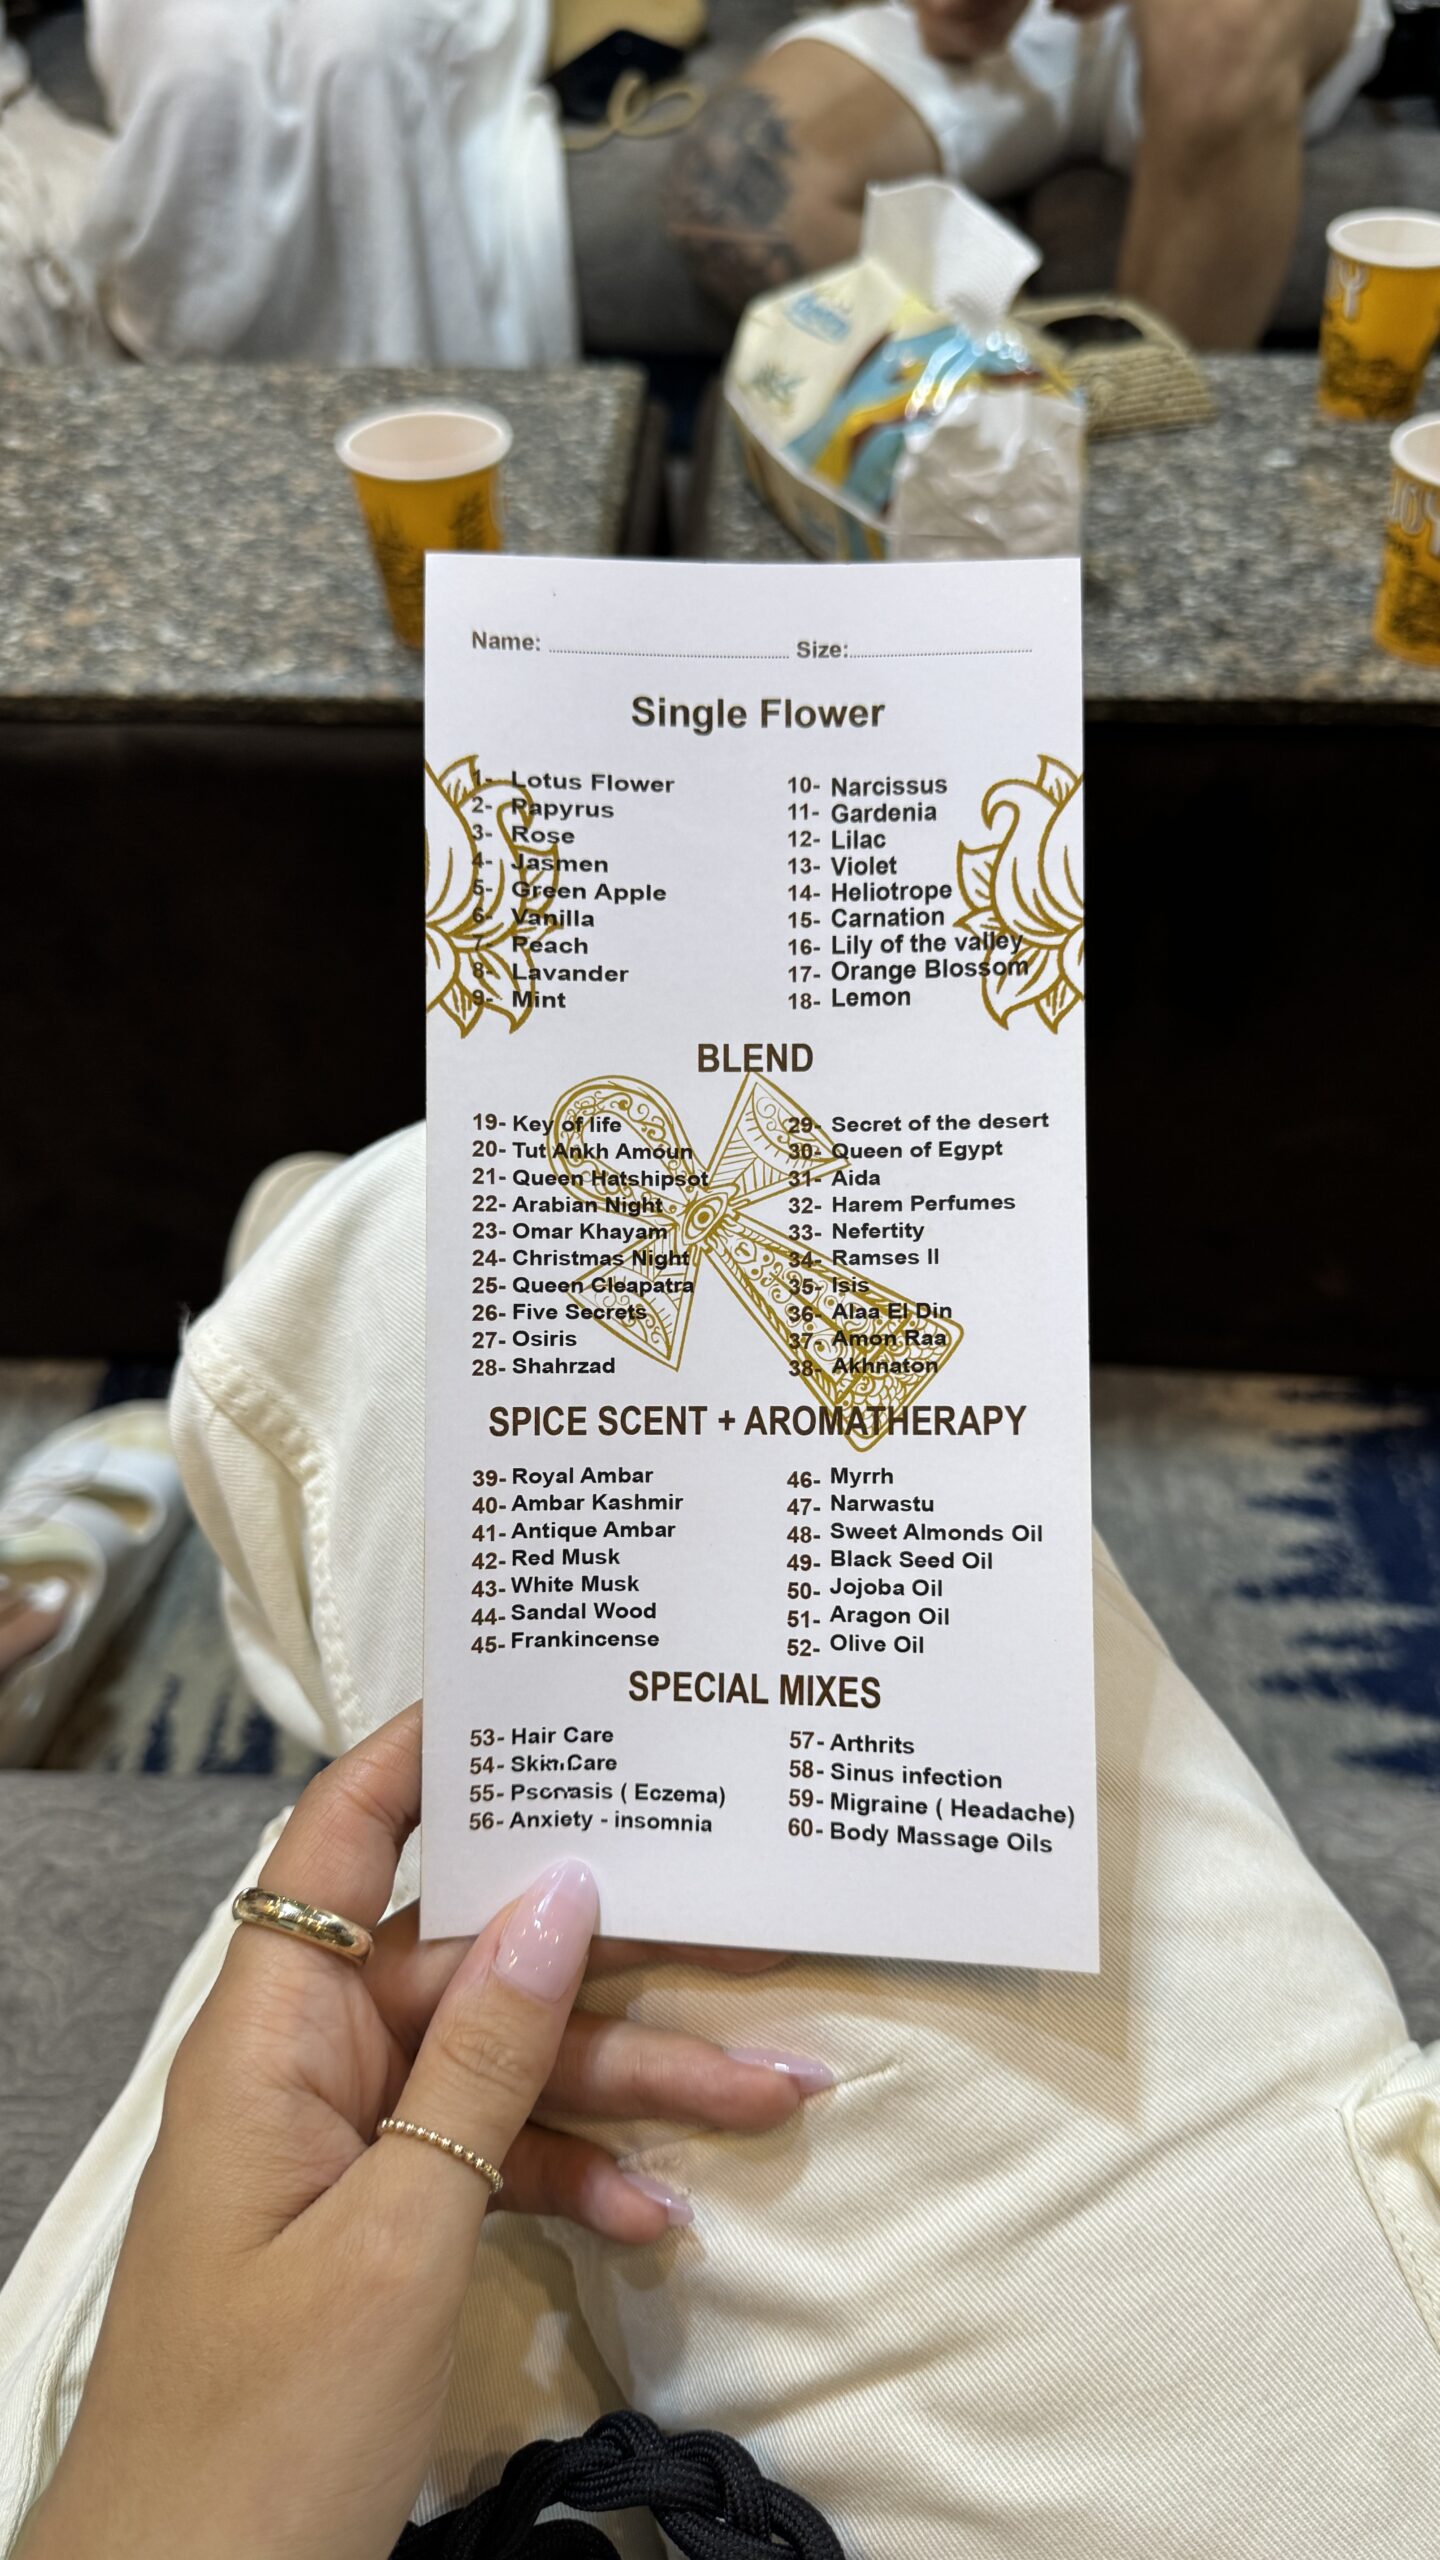 Name: Size:
Single Flower
1- Lotus Flower
2- Papyrus
3- Rose
4- Jasmen
5- Green Apple
6- Vanilla
7- Peach
8- Lavander
9- Mint
10- Narcissus
11- Gardenia
12- Lilac
13- Violet
14- Heliotrope
15- Carnation
16- Lily of the valley
17- Orange Blossom
18- Lemon
BLEND
19- Key of life
20- Tut Ankh Amoun
21- Queen Hatshipsot
22- Arabian Night
23- Omar Khayam
24- Christmas Night
25- Queen Cleapatra
26- Five Secrets
27- Osiris
28- Shahrzad
29- Secret of the desert
30- Queen of Egypt
31- Aida
32- Harem Perfumes
33- Nefertity
34- Ramses II
35- Isis
36- Alaa El Din
37- Amon Raa
38- Akhnaton
SPICE SCENT + AROMATHERAPY
39- Royal Ambar
40- Ambar Kashmir
41- Antique Ambar
42- Red Musk
43- White Musk
44- Sandal Wood
45- Frankincense
46- Myrrh
47- Narwastu
48- Sweet Almonds Oil
49- Black Seed Oil
50- Jojoba Oil
51- Aragon Oil
52- Olive Oil
SPECIAL MIXES
53- Hair Care
54- Care
55- ( Eczema)
56- Anxiety - insomnia
57- Arthrits
58- Sinus infection
59- Migraine ( Headache)
60- Body Massage Oils